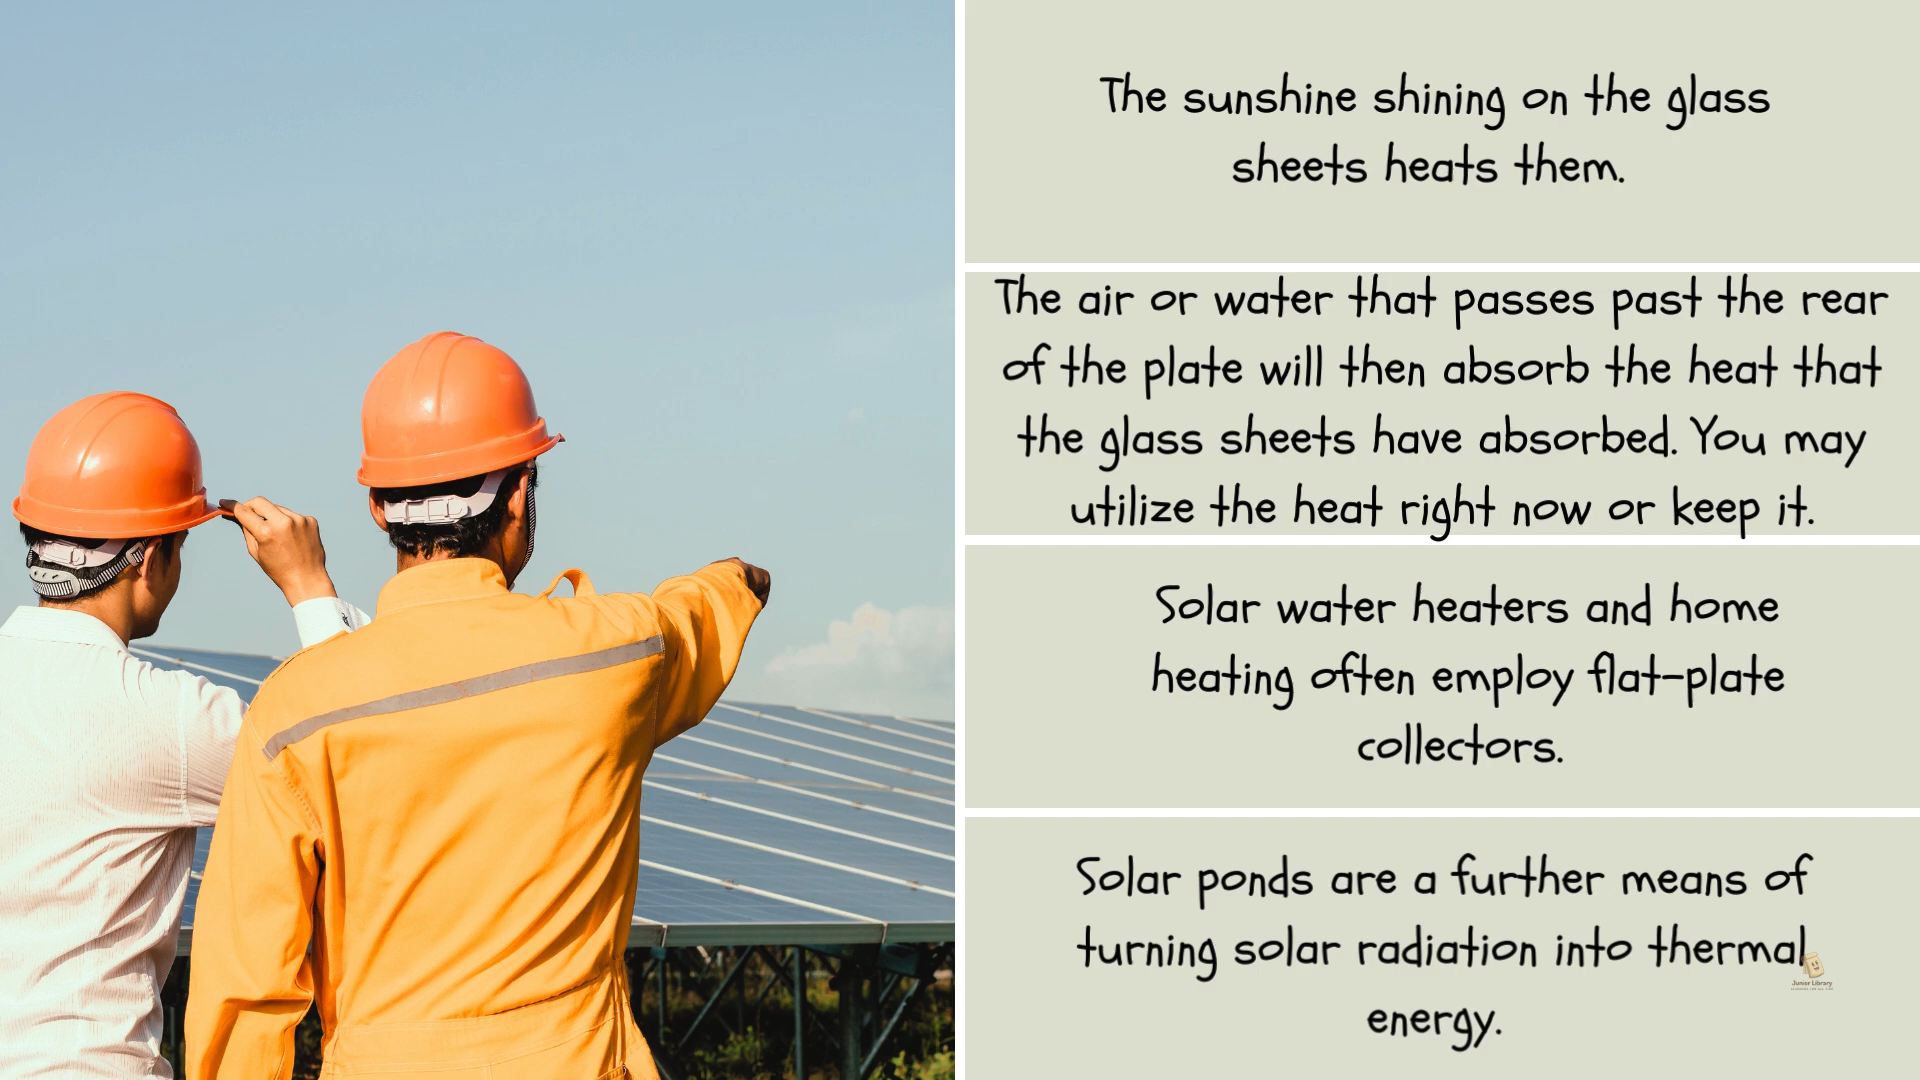 The sunshine shining on the glass
sheets heats them.
The air or water that passes past the rear
of the plate will then absorb the heat that
the glass sheets have absorbed. You may
utilize the heat right now or keep it.
Solar water heaters and home
heating often employ flat-plate
collectors.
Solar ponds are a further means of
turning solar radiation into thermal
energy.
Junior Library